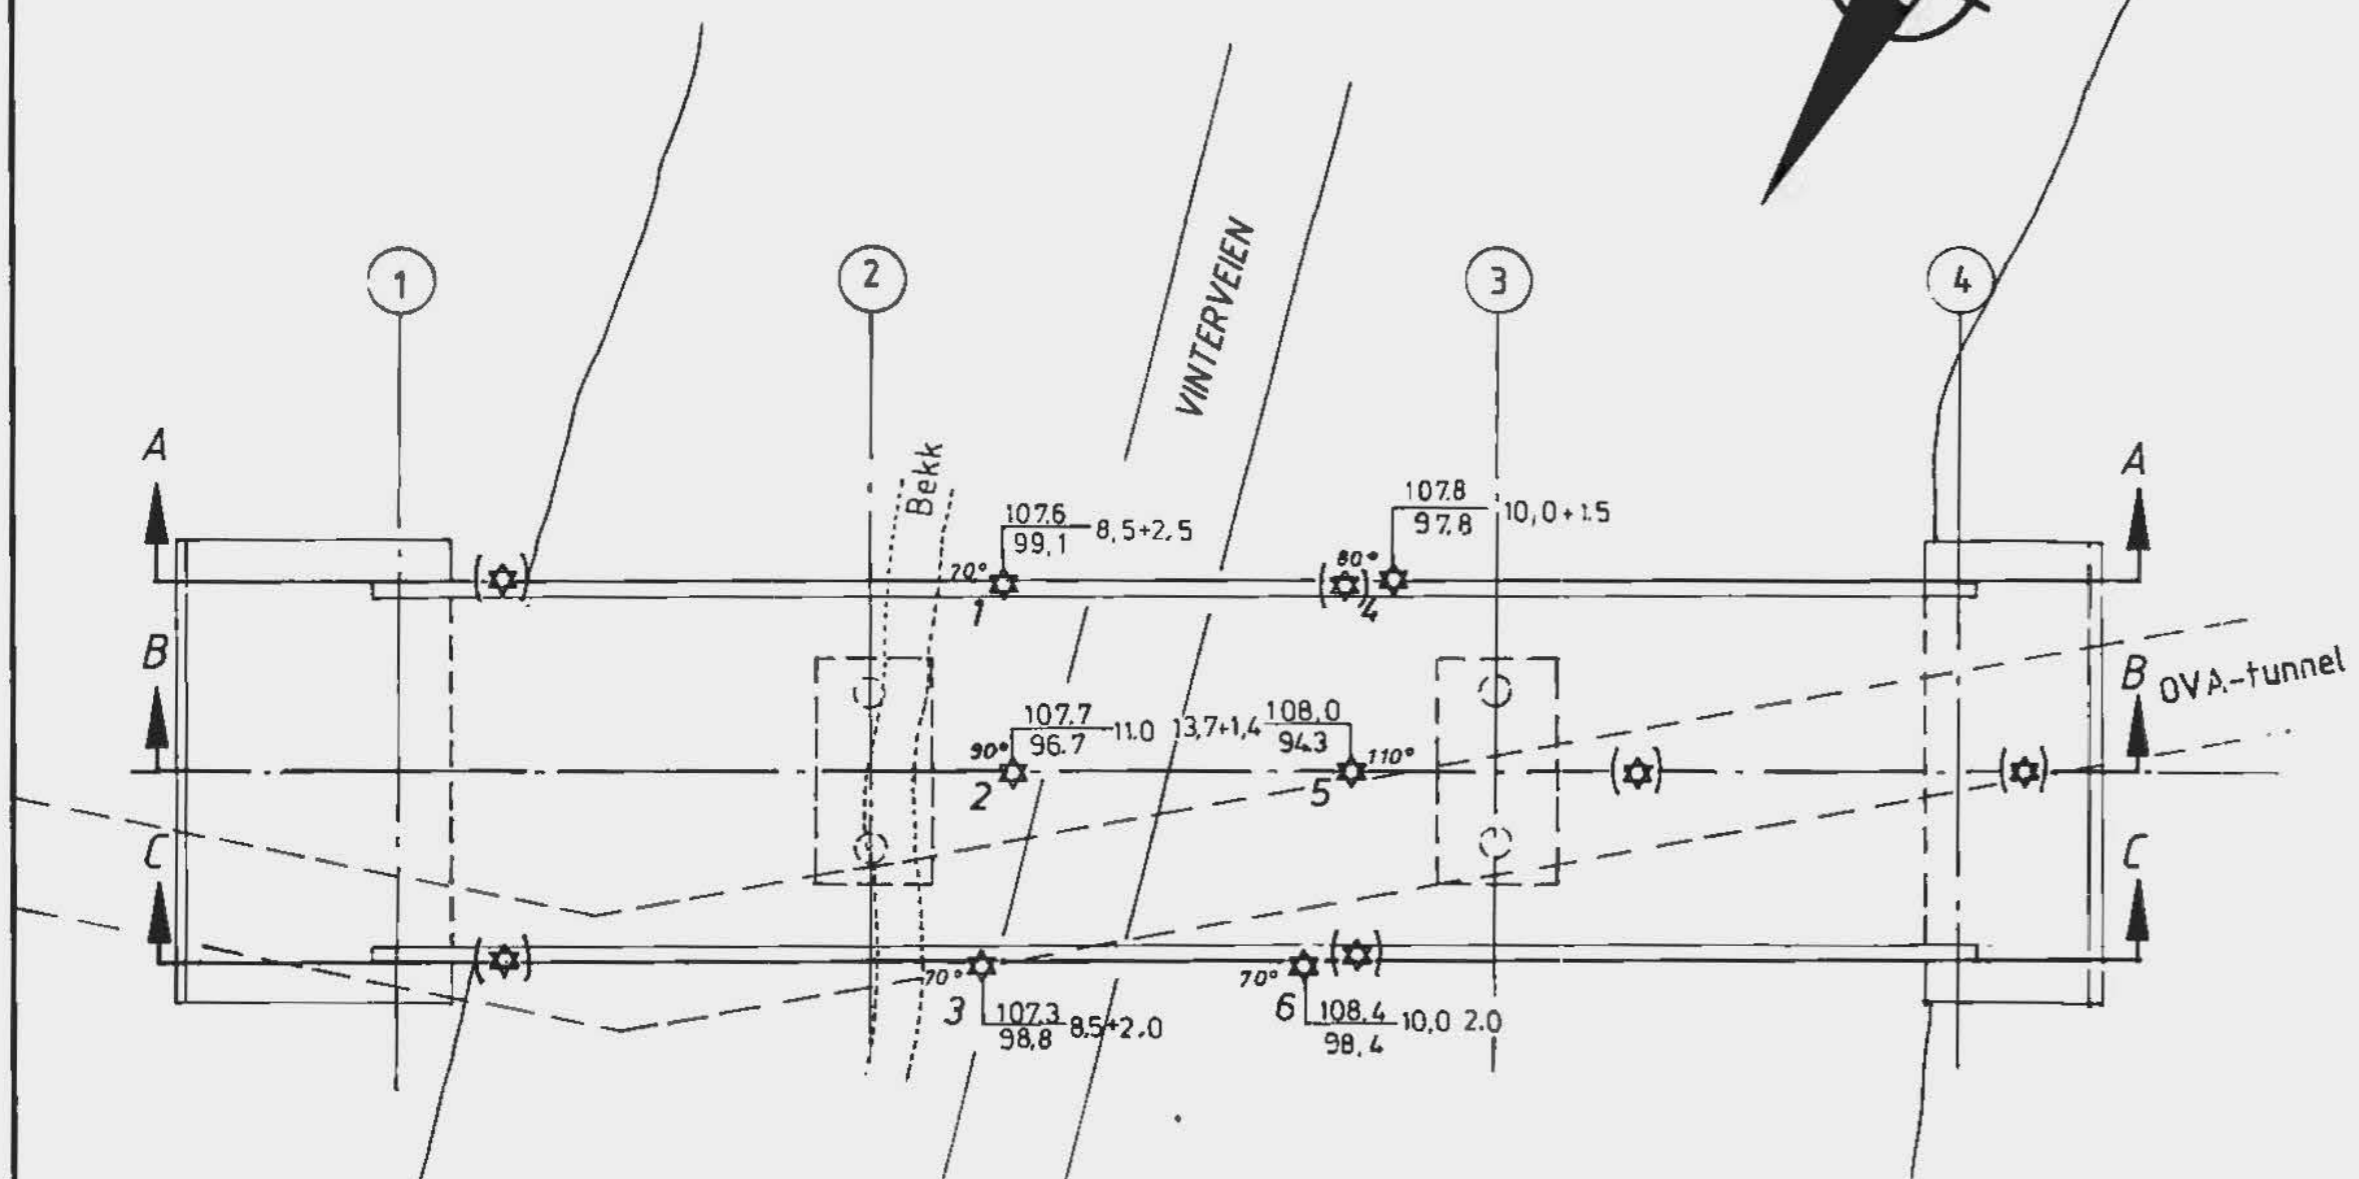 1 2 3 4
VINTERVEIEN
Bekk
A A
107.6 8,5+2,5
99,1
107.8 10,0+1.5
97,8
70° 80°
1 4
B B
OVA-tunnel
107.7 11.0 13,7+1,4 108,0
96.7 94.3
90° 110°
2 5
C C
70° 70°
3 6
107.3 8,5+2.0
98,8
108.4 10,0 2.0
98.4